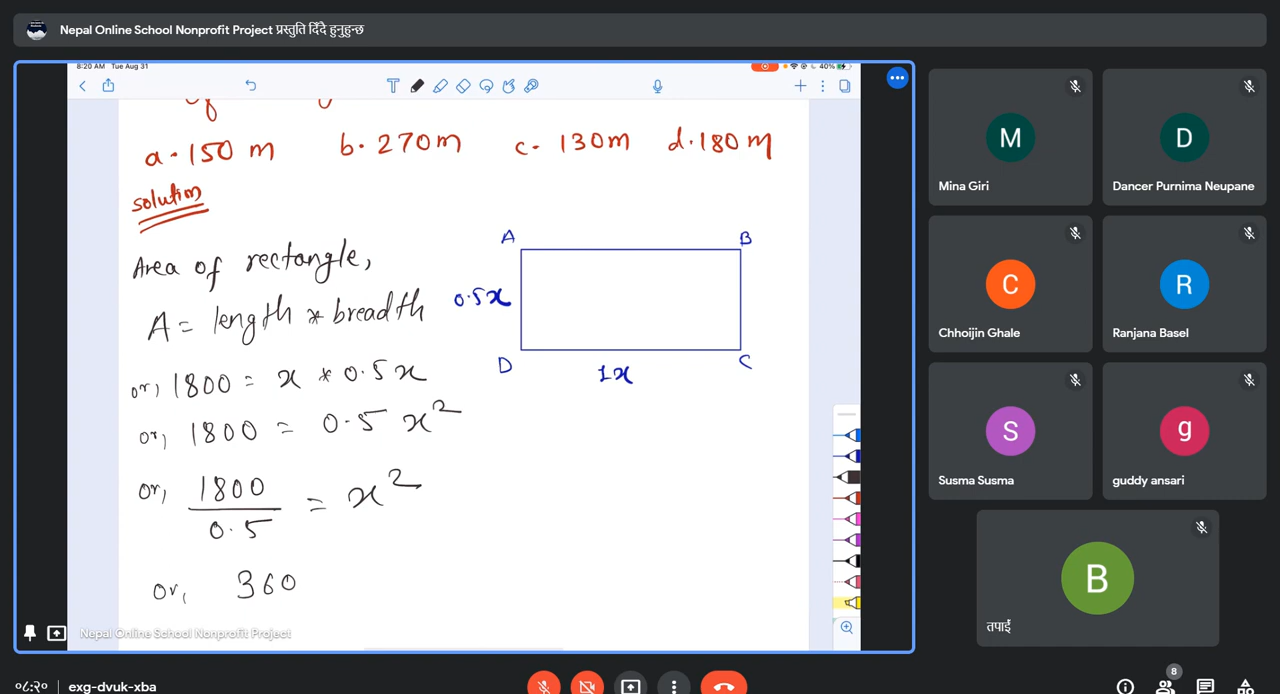 Nepal Online School Nonprofit Project प्रस्तुति दिँदै हुनुहुन्छ
8:20 AM Tue Aug 31
40%
T
a. 150 m b. 270m c. 130m d. 180 m
solution
Area of rectangle,
A = length * breadth
or, 1800 = x * 0.5x
or, 1800 = 0.5 x²
or, 1800/0.5 = x²
or, 360
A
B
0.5x
D
C
1x
Nepal Online School Nonprofit Project
M
Mina Giri
D
Dancer Purnima Neupane
C
Chhoijin Ghale
R
Ranjana Basel
S
Susma Susma
g
guddy ansari
B
तपाईं
०८:२० | exg-dvuk-xba
8